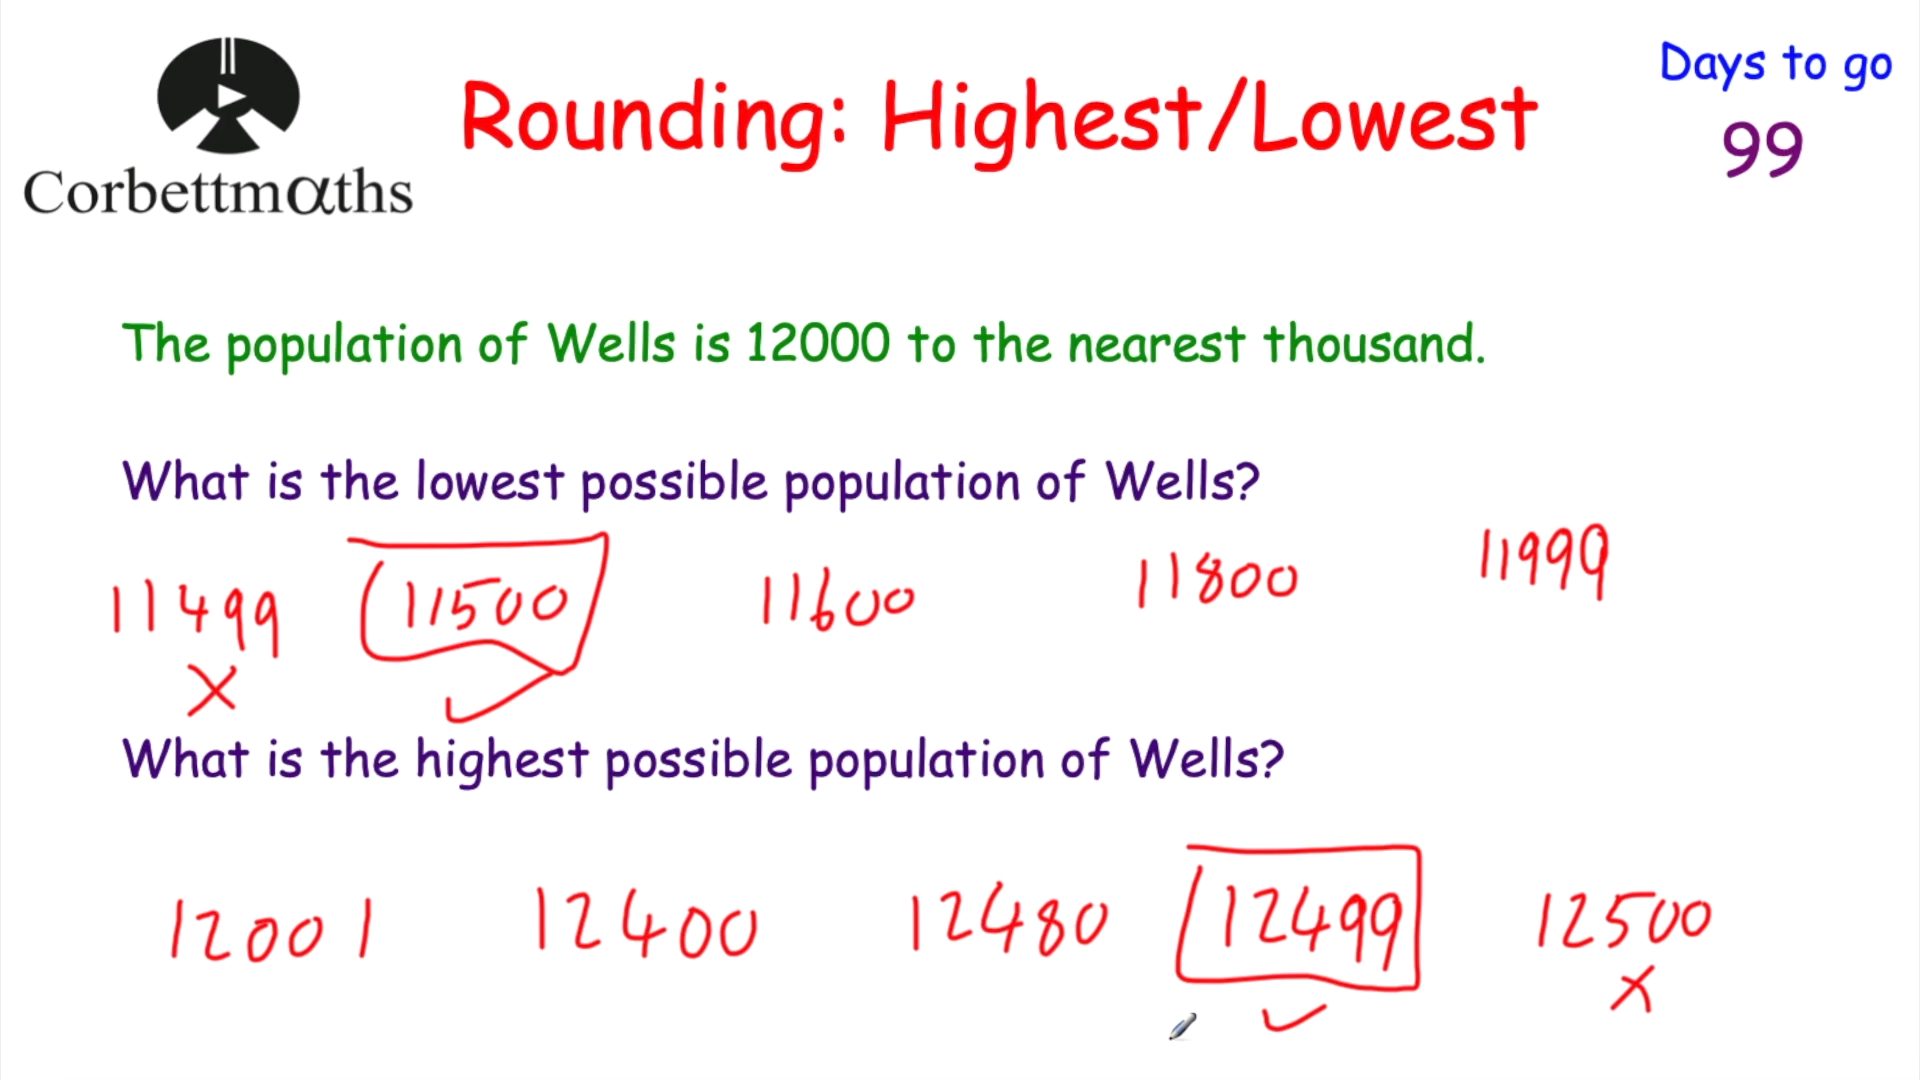 Days to go
Rounding: Highest/Lowest
99
Corbettmαths
The population of Wells is 12000 to the nearest thousand.
What is the lowest possible population of Wells?
11499 11500 11600 11800 11999
What is the highest possible population of Wells?
12001 12400 12480 12499 12500